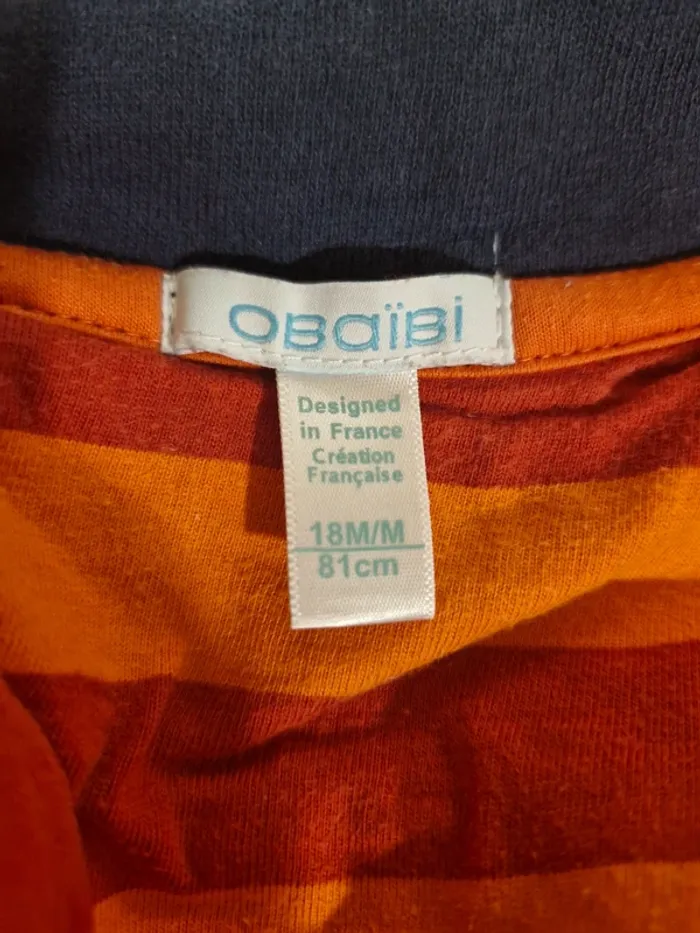 OBaïBi
Designed
in France
Création
Française
18M/M
81cm